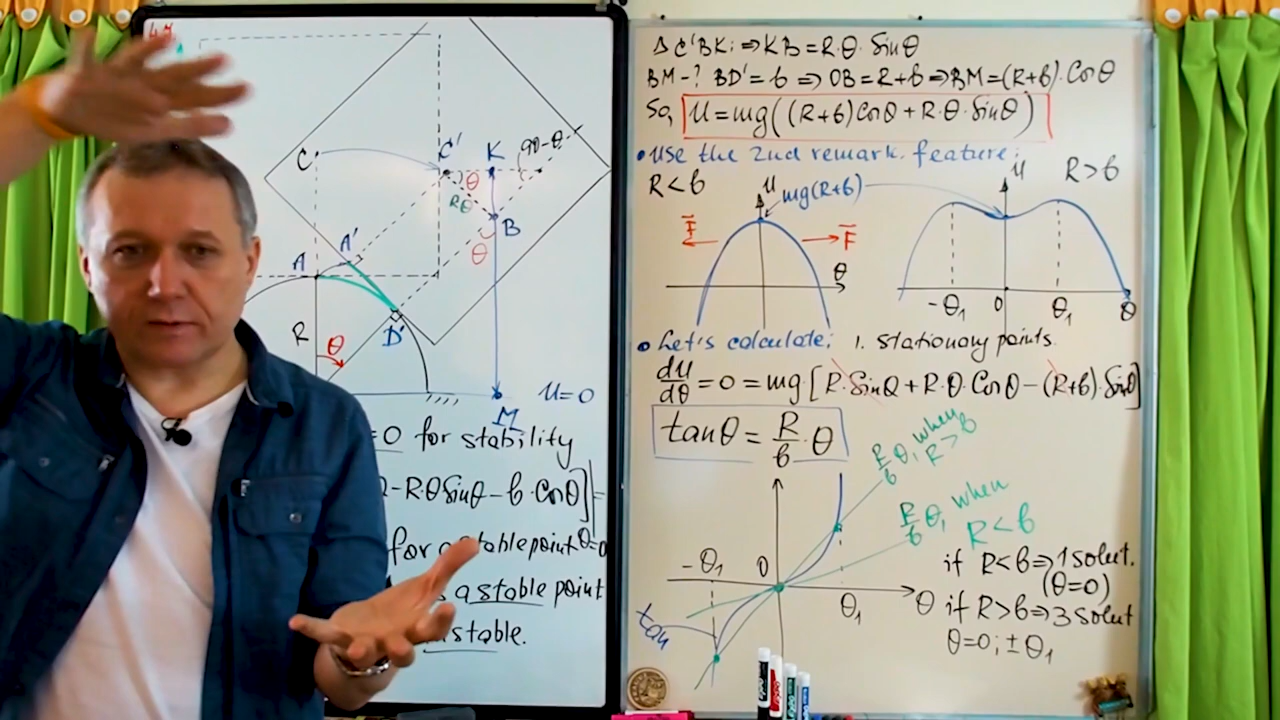 4.7
C
C'
K
90-θ
θ
Rθ
B
θ
A
A'
R
θ
D'
M
U=0
=0 for stability
-RθSinθ-b·Cosθ]
θ=0
for a stable point
a stable point
stable.
Δ C'BK: ⇒ KB = R·θ·Sinθ
BM-? BD' = b ⇒ OB = R+b ⇒ BM = (R+b)·Cosθ
So, U = mg((R+b)Cosθ + R·θ·Sinθ)
• Use the 2nd remark. feature:
R < b
U
mg(R+b)
U
R > b
F
F
θ
-θ1
0
θ1
θ
• Let's calculate: 1. stationary points
dU/dθ = 0 = mg·[R·Sinθ + R·θ·Cosθ - (R+b)·Sinθ]
tanθ = R/b·θ
R/b θ, when R > b
R/b θ, when R < b
-θ1
0
θ1
θ
tan
if R < b ⇒ 1 solut.
(θ=0)
if R > b ⇒ 3 solut
θ=0; ±θ1